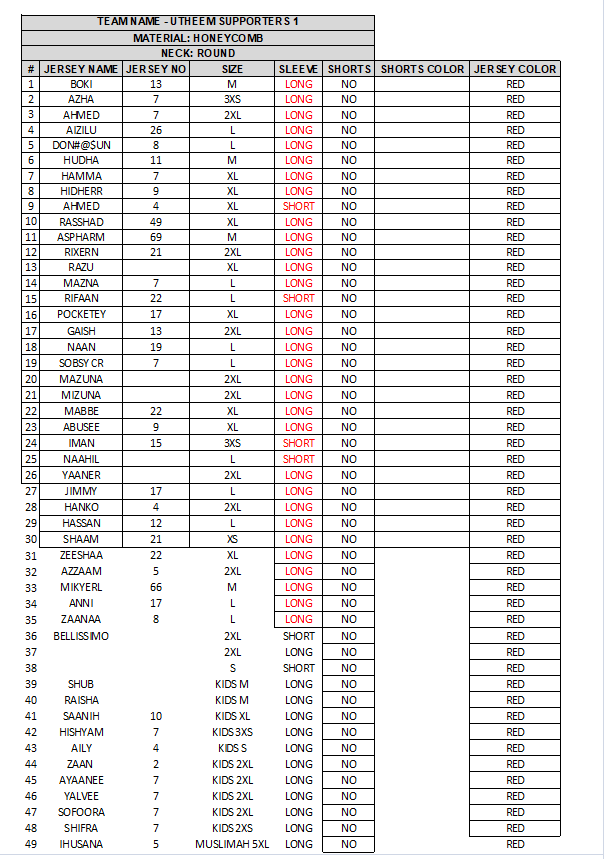 TEAM NAME - UTHEEM SUPPORTERS 1
MATERIAL: HONEYCOMB
NECK: ROUND
# JERSEY NAME JERSEY NO SIZE SLEEVE SHORTS SHORTS COLOR JERSEY COLOR
1 BOKI 13 M LONG NO RED
2 AZHA 7 3XS LONG NO RED
3 AHMED 7 2XL LONG NO RED
4 AIZILU 26 L LONG NO RED
5 DON#@$UN 8 L LONG NO RED
6 HUDHA 11 M LONG NO RED
7 HAMMA 7 XL LONG NO RED
8 HIDHERR 9 XL LONG NO RED
9 AHMED 4 XL SHORT NO RED
10 RASSHAD 49 XL LONG NO RED
11 ASPHARM 69 M LONG NO RED
12 RIXERN 21 2XL LONG NO RED
13 RAZU XL LONG NO RED
14 MAZNA 7 L LONG NO RED
15 RIFAAN 22 L SHORT NO RED
16 POCKETEY 17 XL LONG NO RED
17 GAISH 13 2XL LONG NO RED
18 NAAN 19 L LONG NO RED
19 SOBSY CR 7 L LONG NO RED
20 MAZUNA 2XL LONG NO RED
21 MIZUNA 2XL LONG NO RED
22 MABBE 22 XL LONG NO RED
23 ABUSEE 9 XL LONG NO RED
24 IMAN 15 3XS SHORT NO RED
25 NAAHIL L SHORT NO RED
26 YAANER 2XL LONG NO RED
27 JIMMY 17 L LONG NO RED
28 HANKO 4 2XL LONG NO RED
29 HASSAN 12 L LONG NO RED
30 SHAAM 21 XS LONG NO RED
31 ZEESHAA 22 XL LONG NO RED
32 AZZAAM 5 2XL LONG NO RED
33 MIKYERL 66 M LONG NO RED
34 ANNI 17 L LONG NO RED
35 ZAANAA 8 L LONG NO RED
36 BELLISSIMO 2XL SHORT NO RED
37 2XL LONG NO RED
38 S SHORT NO RED
39 SHUB KIDS M LONG NO RED
40 RAISHA KIDS M LONG NO RED
41 SAANIH 10 KIDS XL LONG NO RED
42 HISHYAM 7 KIDS 3XS LONG NO RED
43 AILY 4 KIDS S LONG NO RED
44 ZAAN 2 KIDS 2XL LONG NO RED
45 AYAANEE 7 KIDS 2XL LONG NO RED
46 YALVEE 7 KIDS 2XL LONG NO RED
47 SOFOORA 7 KIDS 2XL LONG NO RED
48 SHIFRA 7 KIDS 2XS LONG NO RED
49 IHUSANA 5 MUSLIMAH 5XL LONG NO RED